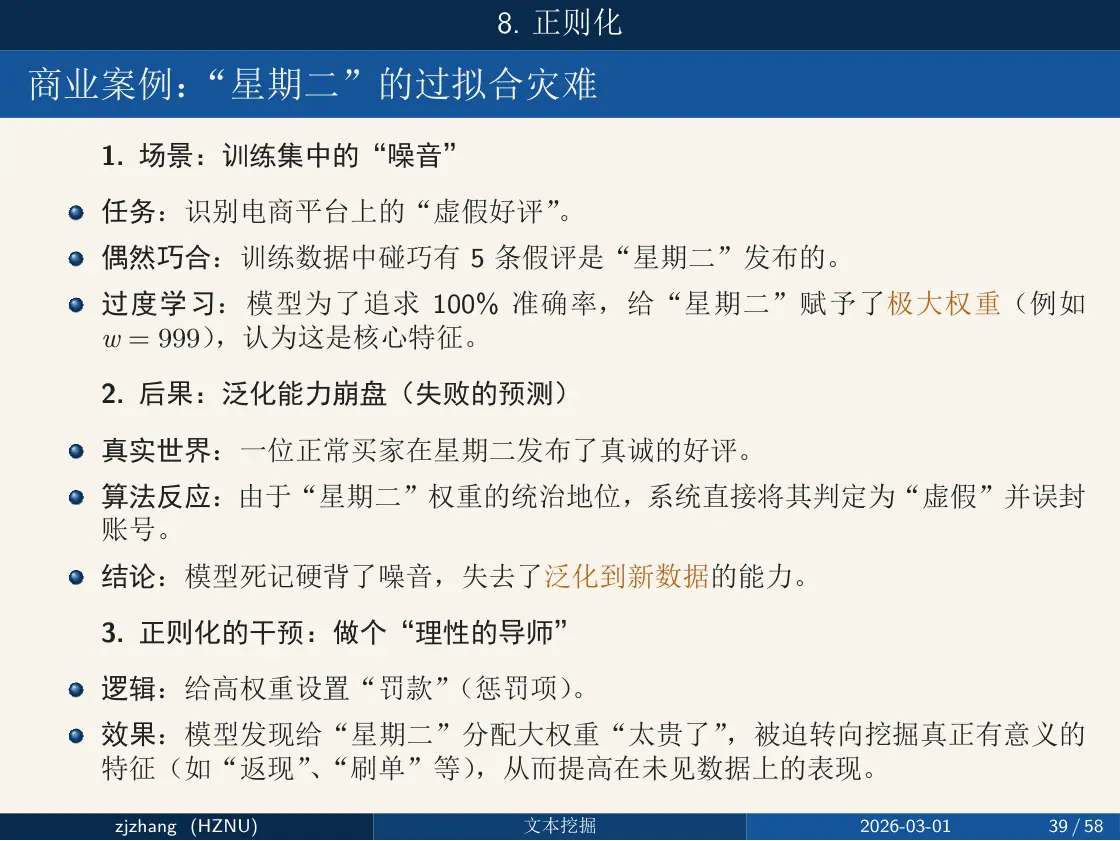 8. 正则化
商业案例：“星期二”的过拟合灾难
1. 场景：训练集中的“噪音”
任务：识别电商平台上的“虚假好评”。
偶然巧合：训练数据中碰巧有 5 条假评是“星期二”发布的。
过度学习：模型为了追求 100% 准确率，给“星期二”赋予了极大权重（例如
w = 999），认为这是核心特征。
2. 后果：泛化能力崩盘（失败的预测）
真实世界：一位正常买家在星期二发布了真诚的好评。
算法反应：由于“星期二”权重的统治地位，系统直接将其判定为“虚假”并误封
账号。
结论：模型死记硬背了噪音，失去了泛化到新数据的能力。
3. 正则化的干预：做个“理性的导师”
逻辑：给高权重设置“罚款”（惩罚项）。
效果：模型发现给“星期二”分配大权重“太贵了”，被迫转向挖掘真正有意义的
特征（如“返现”、“刷单”等），从而提高在未见数据上的表现。
zjzhang (HZNU) 文本挖掘 2026-03-01 39 / 58